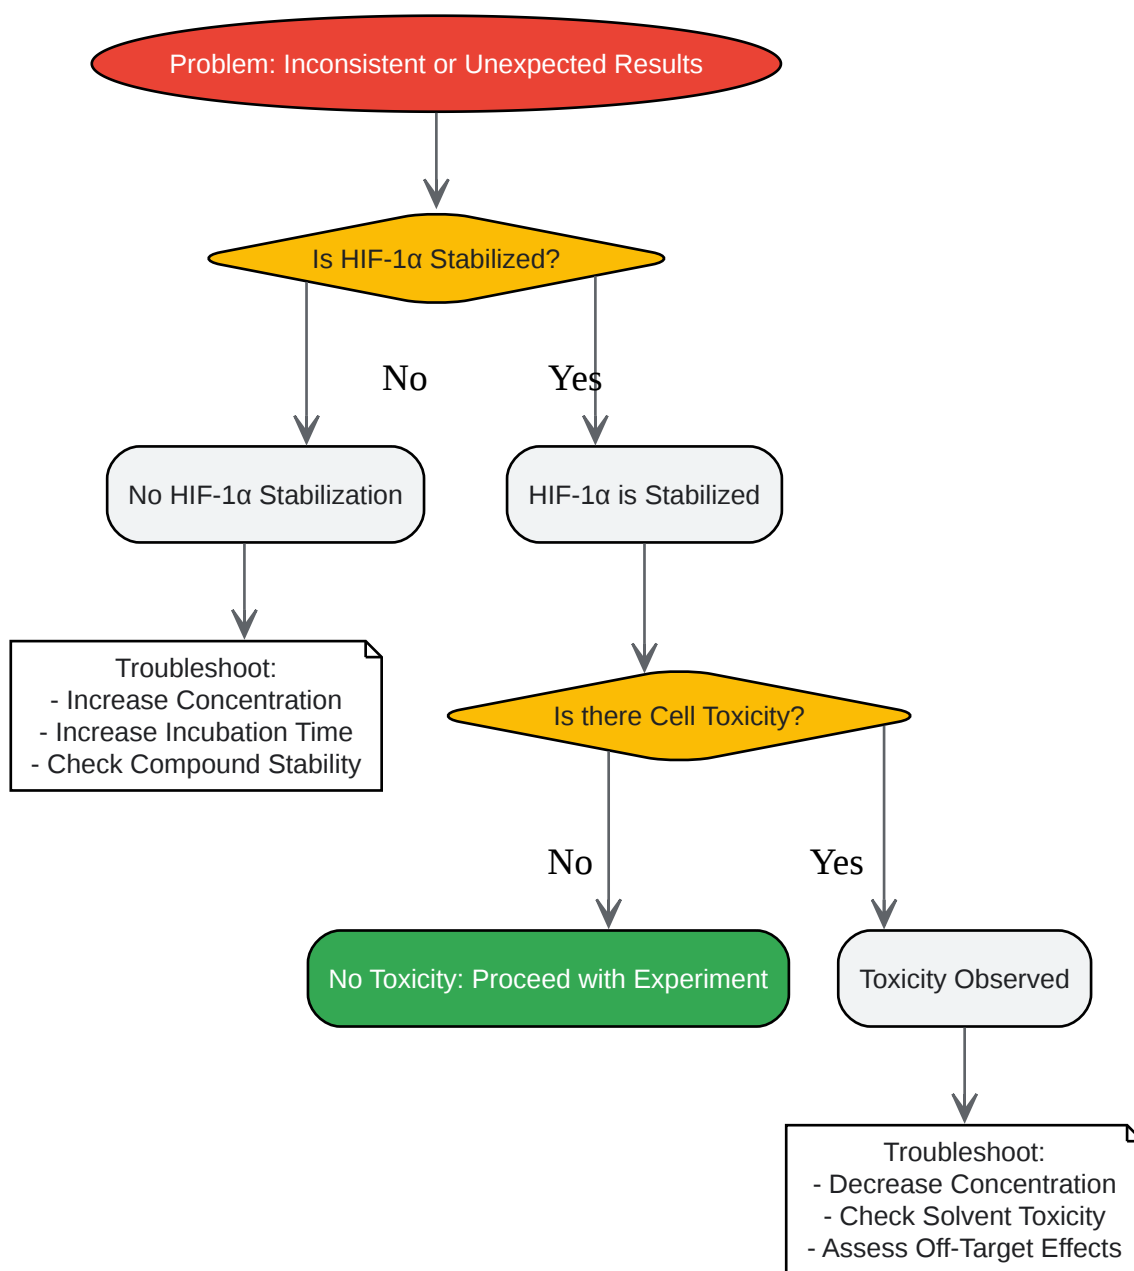 Problem: Inconsistent or Unexpected Results
Is HIF-1α Stabilized?
No
Yes
No HIF-1α Stabilization
HIF-1α is Stabilized
Troubleshoot:
- Increase Concentration
- Increase Incubation Time
- Check Compound Stability
Is there Cell Toxicity?
No
Yes
No Toxicity: Proceed with Experiment
Toxicity Observed
Troubleshoot:
- Decrease Concentration
- Check Solvent Toxicity
- Assess Off-Target Effects